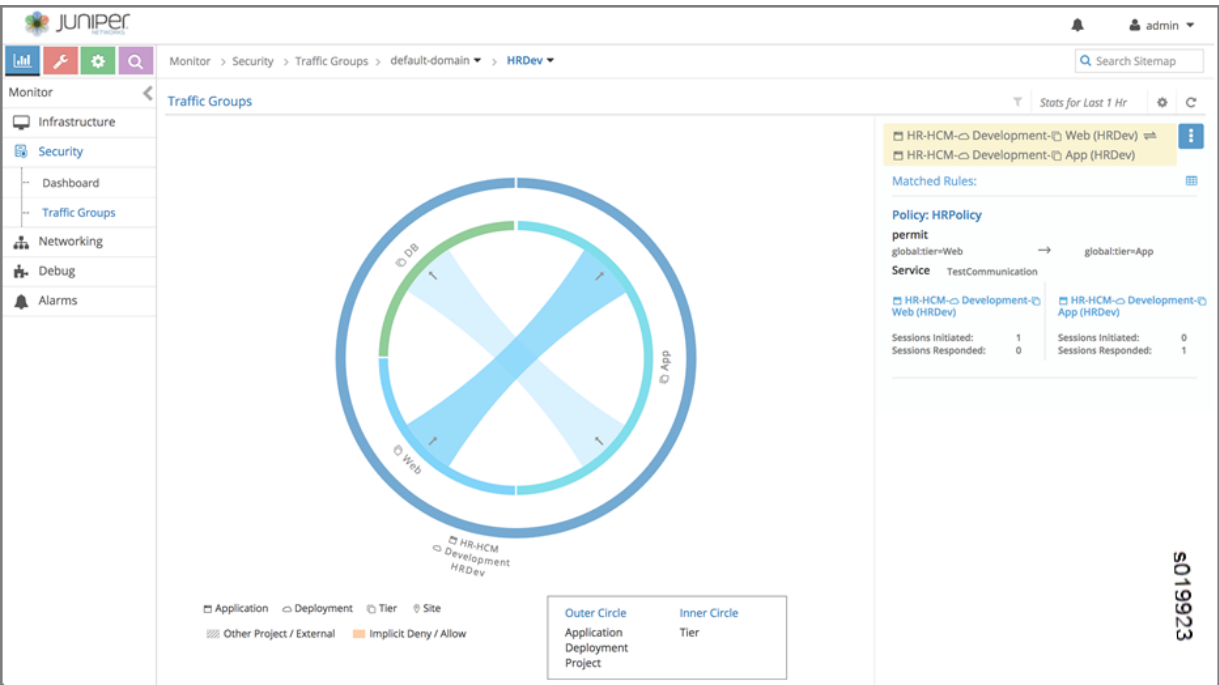 JUNIPER
NETWORKS
admin
Monitor > Security > Traffic Groups > default-domain > HRDev
Search Sitemap
Monitor
Infrastructure
Security
Dashboard
Traffic Groups
Networking
Debug
Alarms
Traffic Groups
Stats for Last 1 Hr
HR-HCM- Development- Web (HRDev)
HR-HCM- Development- App (HRDev)
Matched Rules:
Policy: HRPolicy
permit
global:tier=Web → global:tier=App
Service TestCommunication
HR-HCM- Development-
Web (HRDev)
HR-HCM- Development-
App (HRDev)
Sessions Initiated: 1
Sessions Responded: 0
Sessions Initiated: 0
Sessions Responded: 1
DB
App
Web
HR-HCM
Development
HRDev
Application Deployment Tier Site
Other Project / External Implicit Deny / Allow
Outer Circle Inner Circle
Application Tier
Deployment
Project
s019923